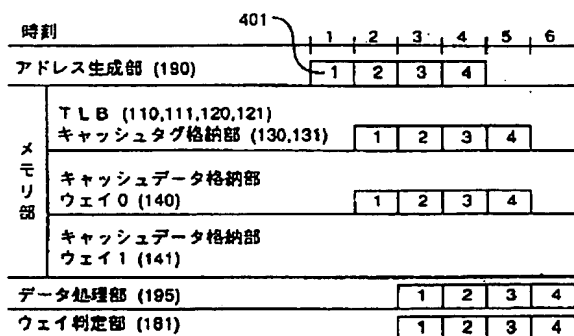 401
時刻 1 2 3 4 5 6
アドレス生成部 (190) 1 2 3 4
メモリ部
TLB (110,111,120,121)
キャッシュタグ格納部 (130,131) 1 2 3 4
キャッシュデータ格納部
ウェイ0 (140) 1 2 3 4
キャッシュデータ格納部
ウェイ1 (141)
データ処理部 (195) 1 2 3 4
ウェイ判定部 (181) 1 2 3 4